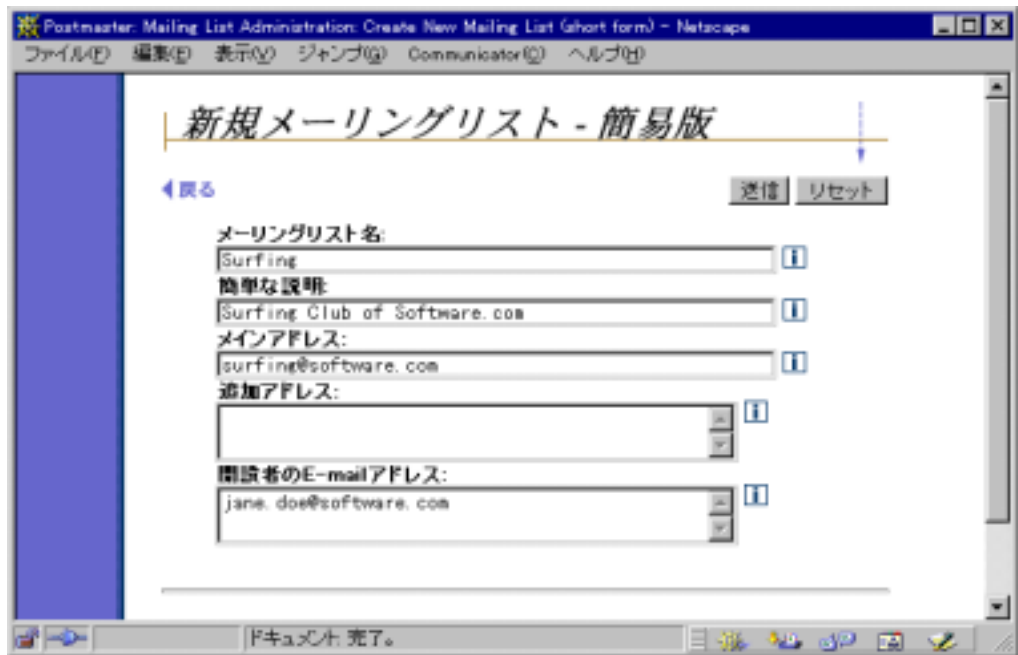 Postmaster: Mailing List Administration: Create New Mailing List (short form) - Netscape
ファイル(F) 編集(E) 表示(V) ジャンプ(G) Communicator(C) ヘルプ(H)
新規メーリングリスト - 簡易版
戻る 送信 リセット
メーリングリスト名:
Surfing
簡単な説明:
Surfing Club of Software.com
メインアドレス:
surfing@software.com
追加アドレス:
開設者のE-mailアドレス:
jane.doe@software.com
ドキュメント: 完了。